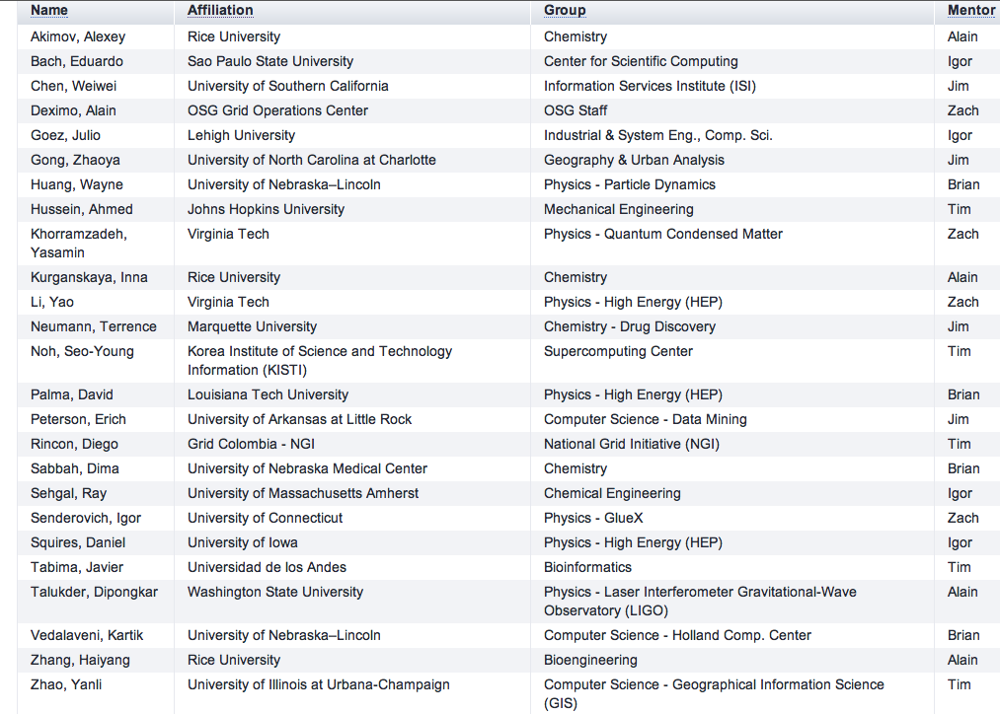 Name Affiliation Group Mentor
Akimov, Alexey Rice University Chemistry Alain
Bach, Eduardo Sao Paulo State University Center for Scientific Computing Igor
Chen, Weiwei University of Southern California Information Services Institute (ISI) Jim
Deximo, Alain OSG Grid Operations Center OSG Staff Zach
Goez, Julio Lehigh University Industrial & System Eng., Comp. Sci. Igor
Gong, Zhaoya University of North Carolina at Charlotte Geography & Urban Analysis Jim
Huang, Wayne University of Nebraska–Lincoln Physics - Particle Dynamics Brian
Hussein, Ahmed Johns Hopkins University Mechanical Engineering Tim
Khorramzadeh, Virginia Tech Physics - Quantum Condensed Matter Zach
Yasamin
Kurganskaya, Inna Rice University Chemistry Alain
Li, Yao Virginia Tech Physics - High Energy (HEP) Zach
Neumann, Terrence Marquette University Chemistry - Drug Discovery Jim
Noh, Seo-Young Korea Institute of Science and Technology Supercomputing Center Tim
Information (KISTI)
Palma, David Louisiana Tech University Physics - High Energy (HEP) Brian
Peterson, Erich University of Arkansas at Little Rock Computer Science - Data Mining Jim
Rincon, Diego Grid Colombia - NGI National Grid Initiative (NGI) Tim
Sabbah, Dima University of Nebraska Medical Center Chemistry Brian
Sehgal, Ray University of Massachusetts Amherst Chemical Engineering Igor
Senderovich, Igor University of Connecticut Physics - GlueX Zach
Squires, Daniel University of Iowa Physics - High Energy (HEP) Igor
Tabima, Javier Universidad de los Andes Bioinformatics Tim
Talukder, Dipongkar Washington State University Physics - Laser Interferometer Gravitational-Wave Alain
Observatory (LIGO)
Vedalaveni, Kartik University of Nebraska–Lincoln Computer Science - Holland Comp. Center Brian
Zhang, Haiyang Rice University Bioengineering Alain
Zhao, Yanli University of Illinois at Urbana-Champaign Computer Science - Geographical Information Science Tim
(GIS)